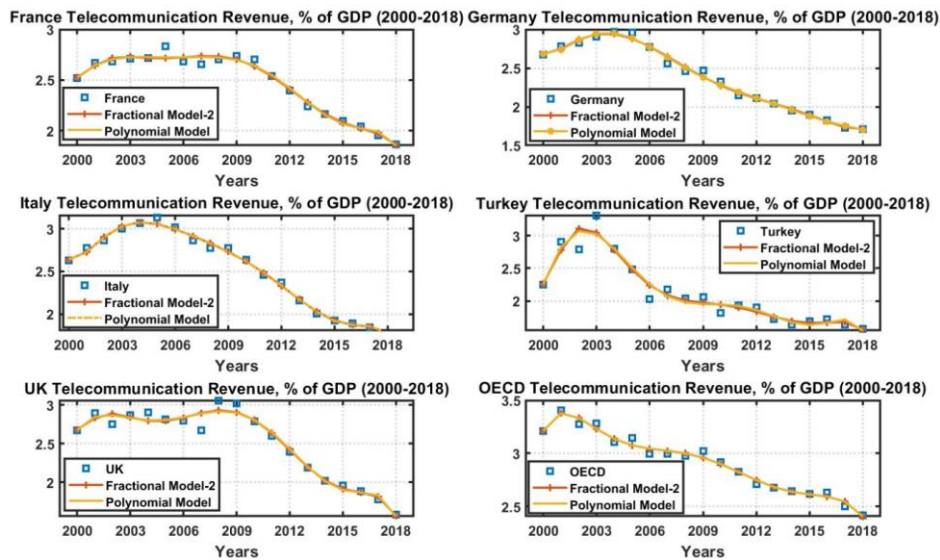 France Telecommunication Revenue, % of GDP (2000-2018)
3
2.5
2
France
Fractional Model-2
Polynomial Model
2000 2003 2006 2009 2012 2015 2018
Years
Germany Telecommunication Revenue, % of GDP (2000-2018)
3
2.5
2
1.5
Germany
Fractional Model-2
Polynomial Model
2000 2003 2006 2009 2012 2015 2018
Years
Italy Telecommunication Revenue, % of GDP (2000-2018)
3
2.5
2
Italy
Fractional Model-2
Polynomial Model
2000 2003 2006 2009 2012 2015 2018
Years
Turkey Telecommunication Revenue, % of GDP (2000-2018)
3
2.5
2
Turkey
Fractional Model-2
Polynomial Model
2000 2003 2006 2009 2012 2015 2018
Years
UK Telecommunication Revenue, % of GDP (2000-2018)
3
2.5
2
UK
Fractional Model-2
Polynomial Model
2000 2003 2006 2009 2012 2015 2018
Years
OECD Telecommunication Revenue, % of GDP (2000-2018)
3.5
3
2.5
OECD
Fractional Model-2
Polynomial Model
2000 2003 2006 2009 2012 2015 2018
Years